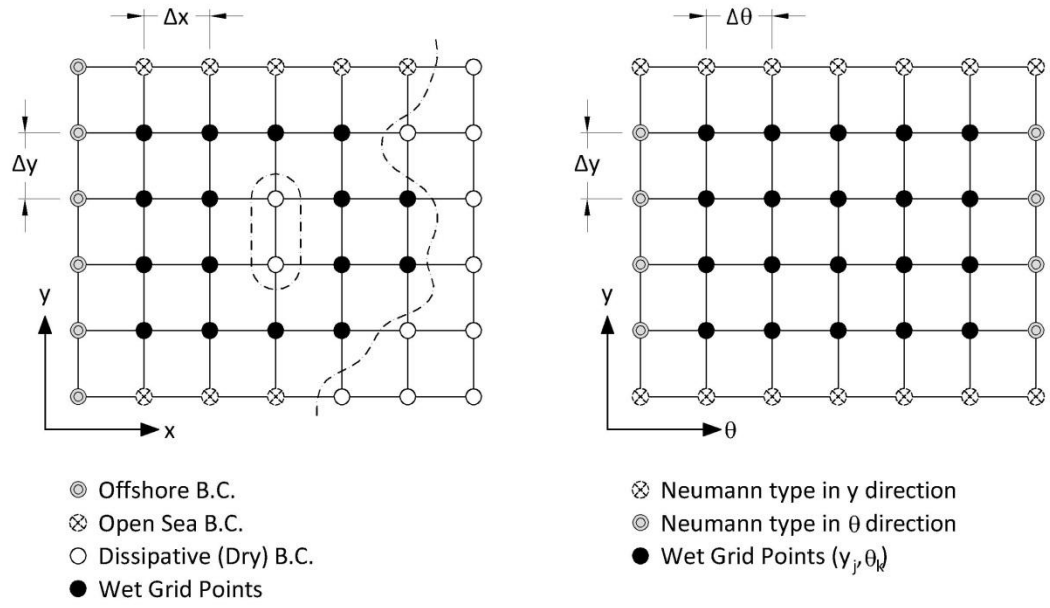 Δx
Δy
y
x
Offshore B.C.
Open Sea B.C.
Dissipative (Dry) B.C.
Wet Grid Points
Δθ
Δy
y
θ
Neumann type in y direction
Neumann type in θ direction
Wet Grid Points (yj,θk)